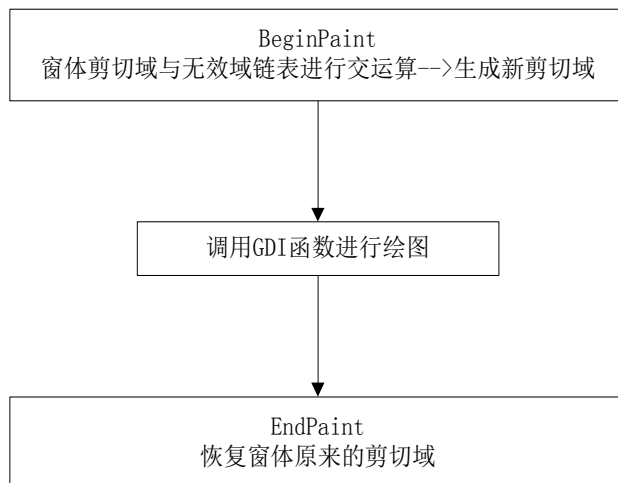 BeginPaint
窗体剪切域与无效域链表进行交运算-->生成新剪切域
调用GDI函数进行绘图
EndPaint
恢复窗体原来的剪切域